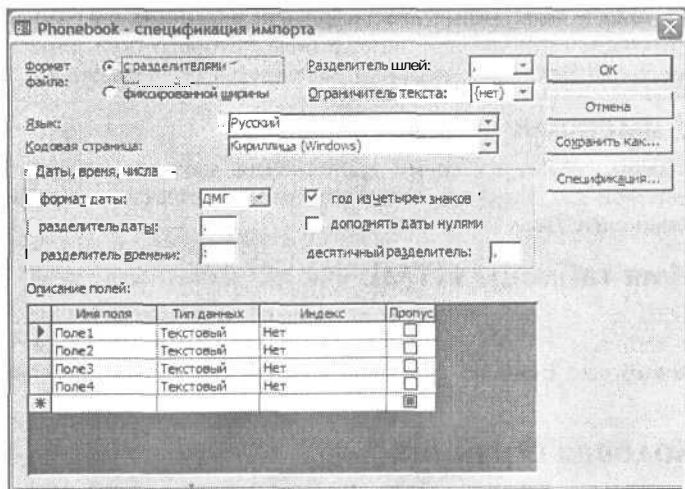 Phonebook - спецификация импорта
Формат файла:
с разделителями
фиксированной ширины
Разделитель шлей: ,
Ограничитель текста: {нет}
OK
Отмена
Сохранить как...
Спецификация...
Язык: Русский
Кодовая страница: Кириллица (Windows)
Даты, время, числа
формат даты: ДМГ
год из четырех знаков
разделитель даты: .
дополнять даты нулями
разделитель времени: :
десятичный разделитель: ,
Описание полей:
Имя поля Тип данных Индекс Пропус
Поле1 Текстовый Нет
Поле2 Текстовый Нет
Поле3 Текстовый Нет
Поле4 Текстовый Нет